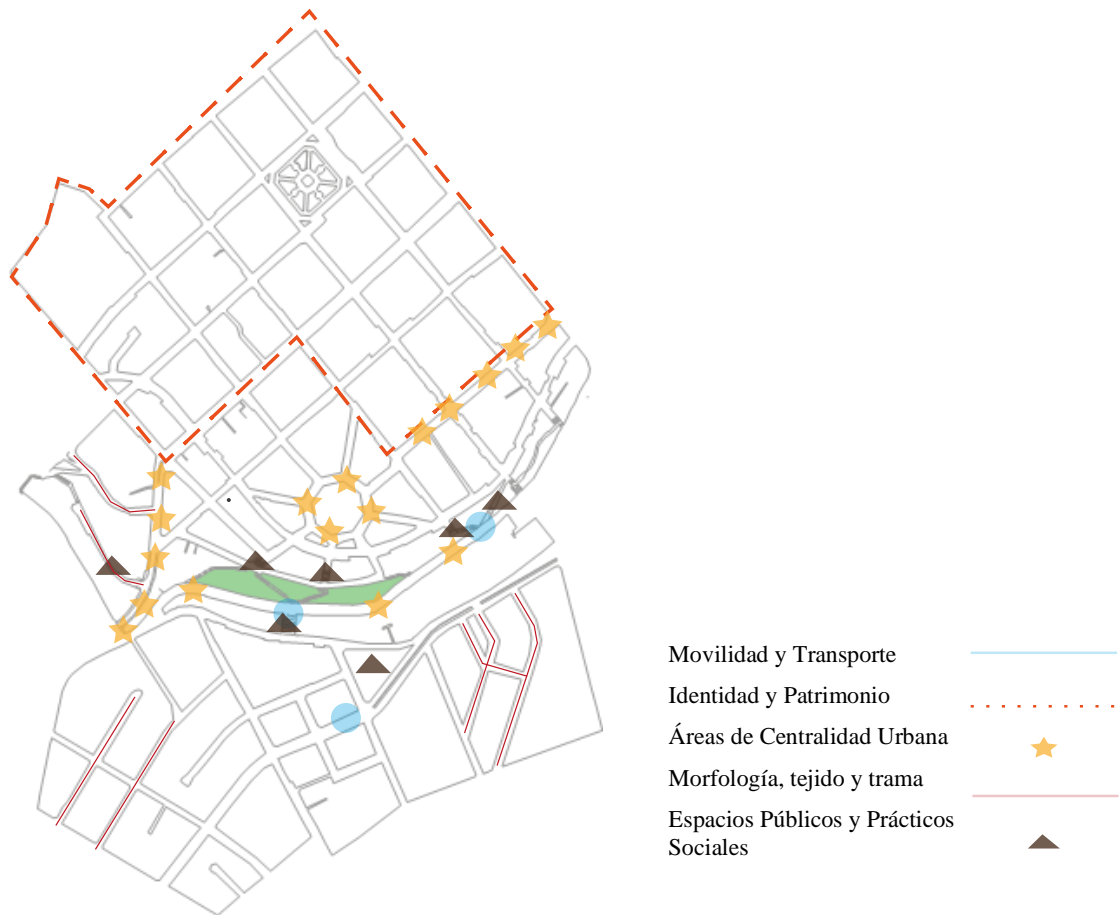 Movilidad y Transporte
Identidad y Patrimonio
Áreas de Centralidad Urbana
Morfología, tejido y trama
Espacios Públicos y Prácticos
Sociales